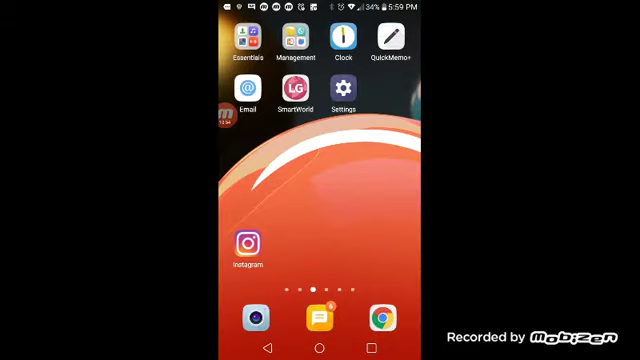 34% 5:59 PM
Essentials Management Clock QuickMemo+
Email SmartWorld Settings
LG
Instagram
Recorded by mobizen